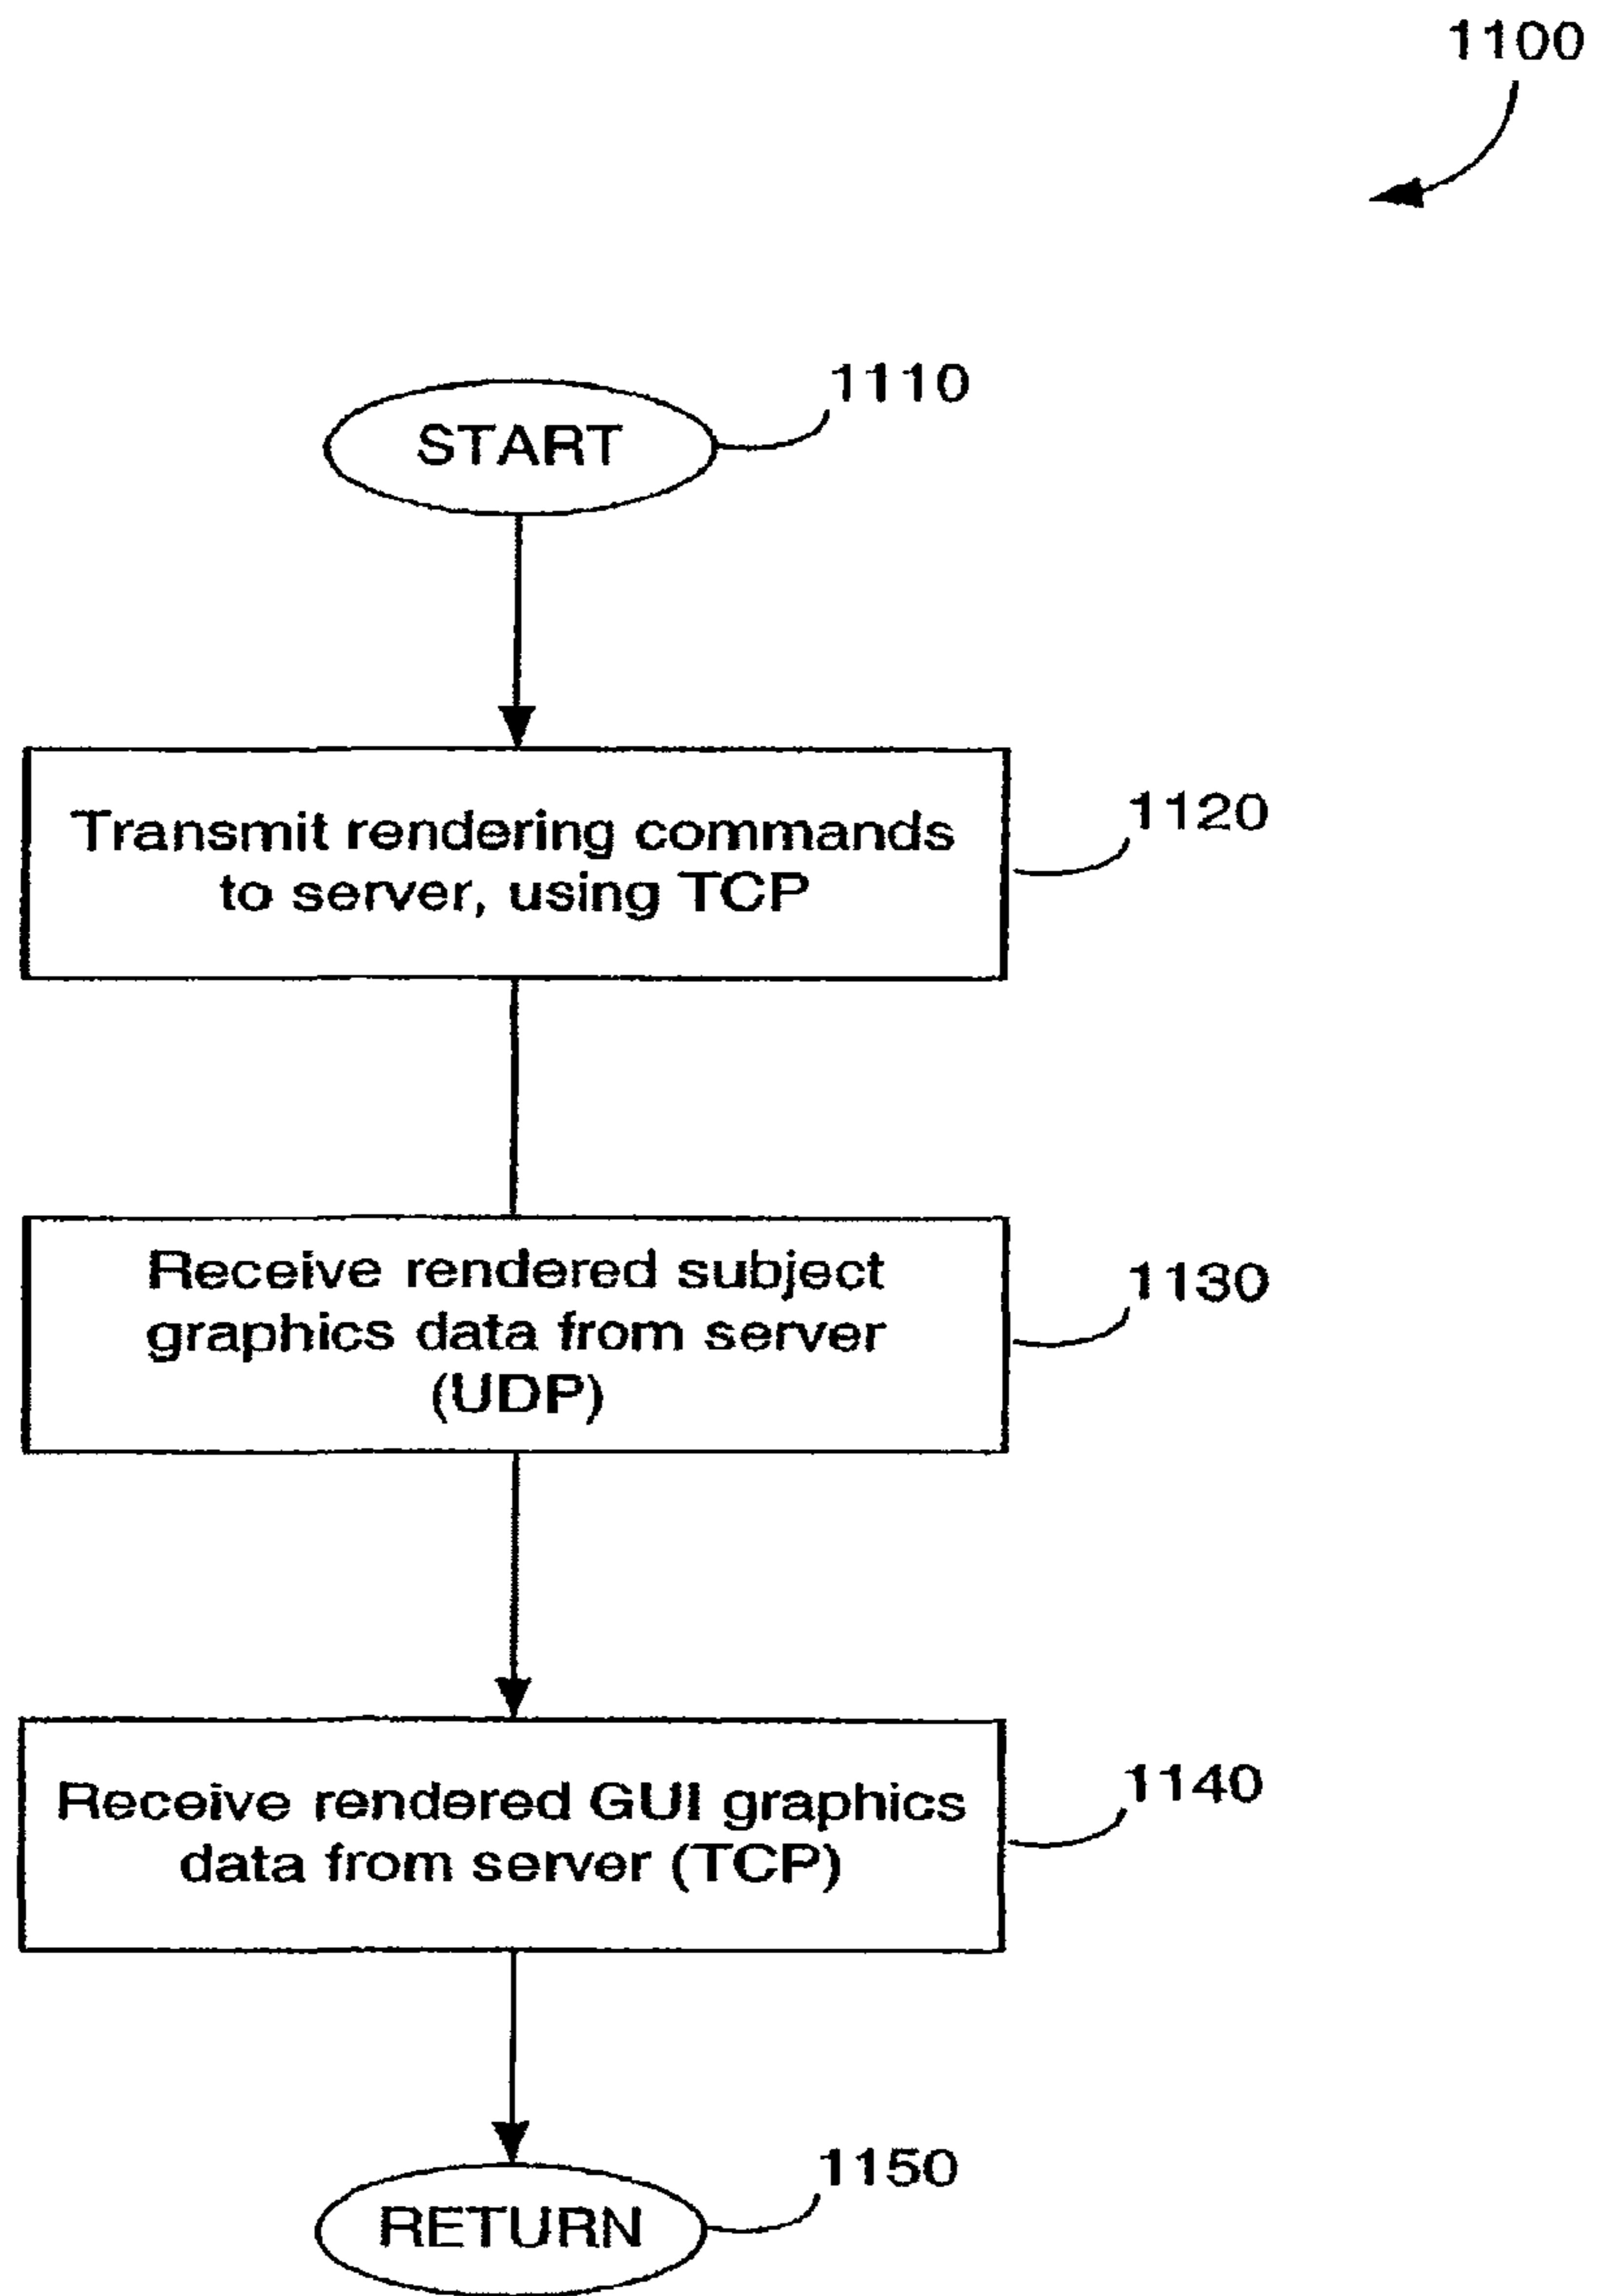 1100
START
1110
Transmit rendering commands
to server, using TCP
1120
Receive rendered subject
graphics data from server
(UDP)
1130
Receive rendered GUI graphics
data from server (TCP)
1140
RETURN
1150